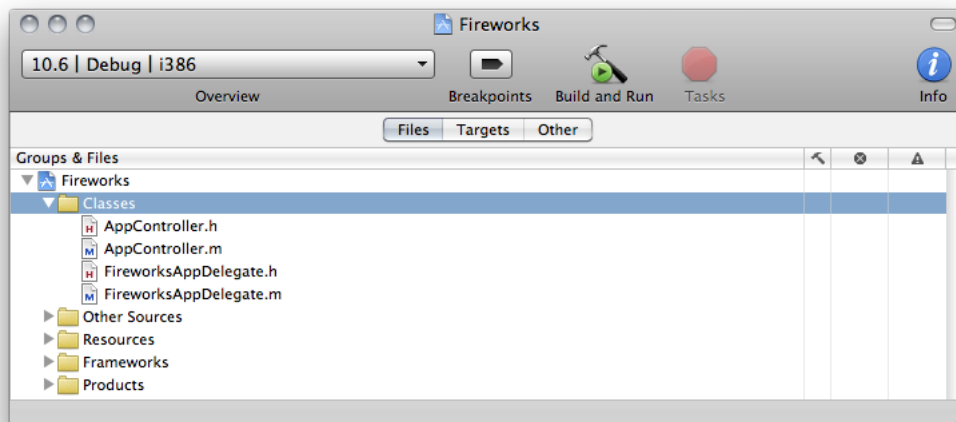 Fireworks
10.6 | Debug | i386
Overview
Breakpoints
Build and Run
Tasks
Info
Files Targets Other
Groups & Files
Fireworks
Classes
AppController.h
AppController.m
FireworksAppDelegate.h
FireworksAppDelegate.m
Other Sources
Resources
Frameworks
Products